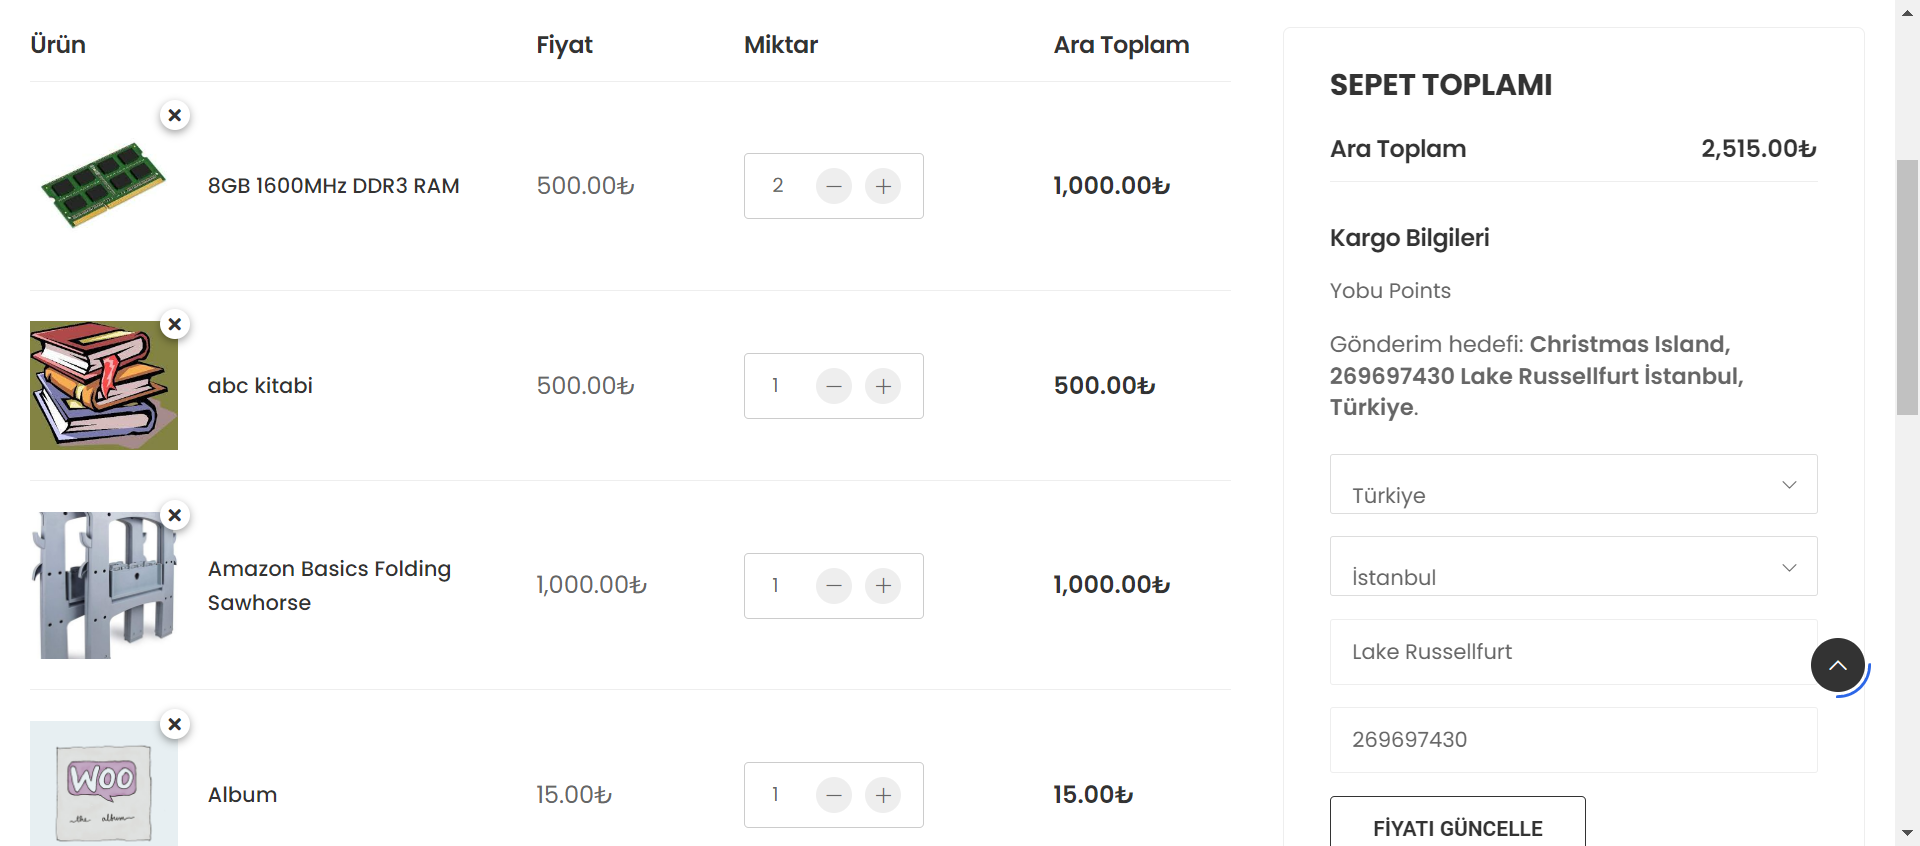 Ürün Fiyat Miktar Ara Toplam
8GB 1600MHz DDR3 RAM 500.00₺ 2 1,000.00₺
abc kitabi 500.00₺ 1 500.00₺
Amazon Basics Folding
Sawhorse
1,000.00₺ 1 1,000.00₺
WOO
the album
Album 15.00₺ 1 15.00₺
SEPET TOPLAMI
Ara Toplam 2,515.00₺
Kargo Bilgileri
Yobu Points
Gönderim hedefi: Christmas Island,
269697430 Lake Russellfurt İstanbul,
Türkiye.
Türkiye
İstanbul
Lake Russellfurt
269697430
FİYATI GÜNCELLE